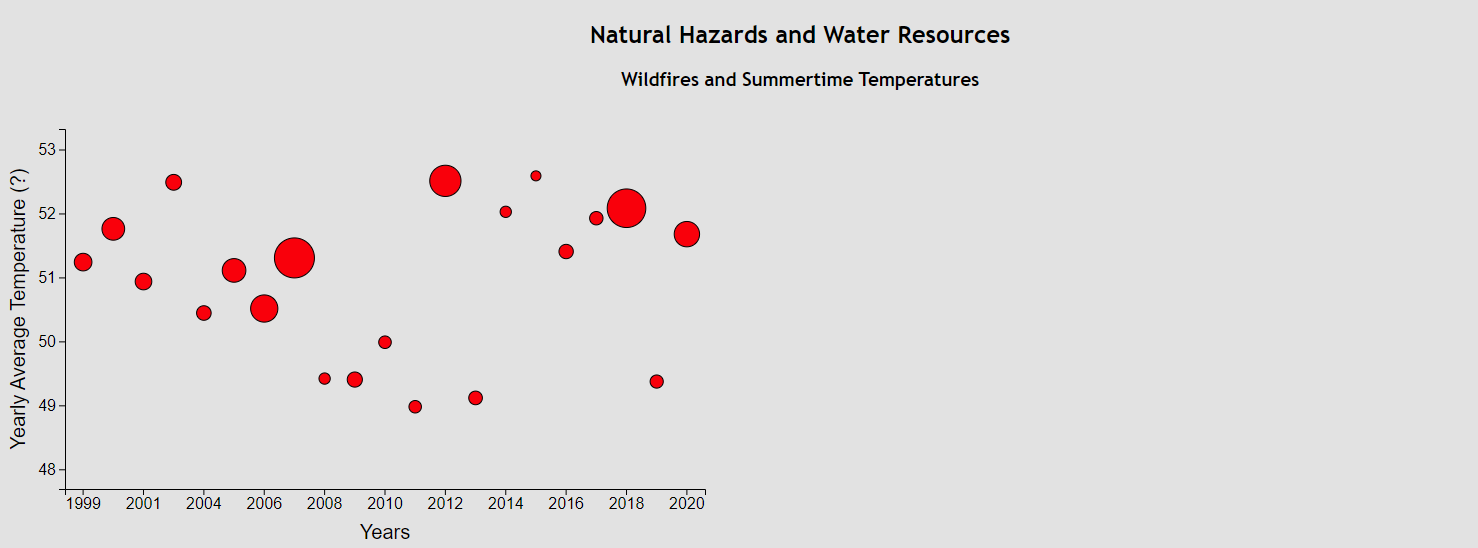 Natural Hazards and Water Resources
Wildfires and Summertime Temperatures
Yearly Average Temperature (?)
53
52
51
50
49
48
1999 2001 2004 2006 2008 2010 2012 2014 2016 2018 2020
Years